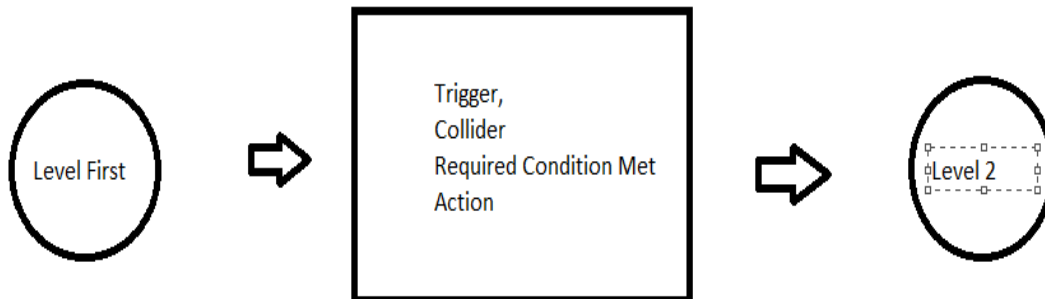 Level First
Trigger,
Collider
Required Condition Met
Action
Level 2